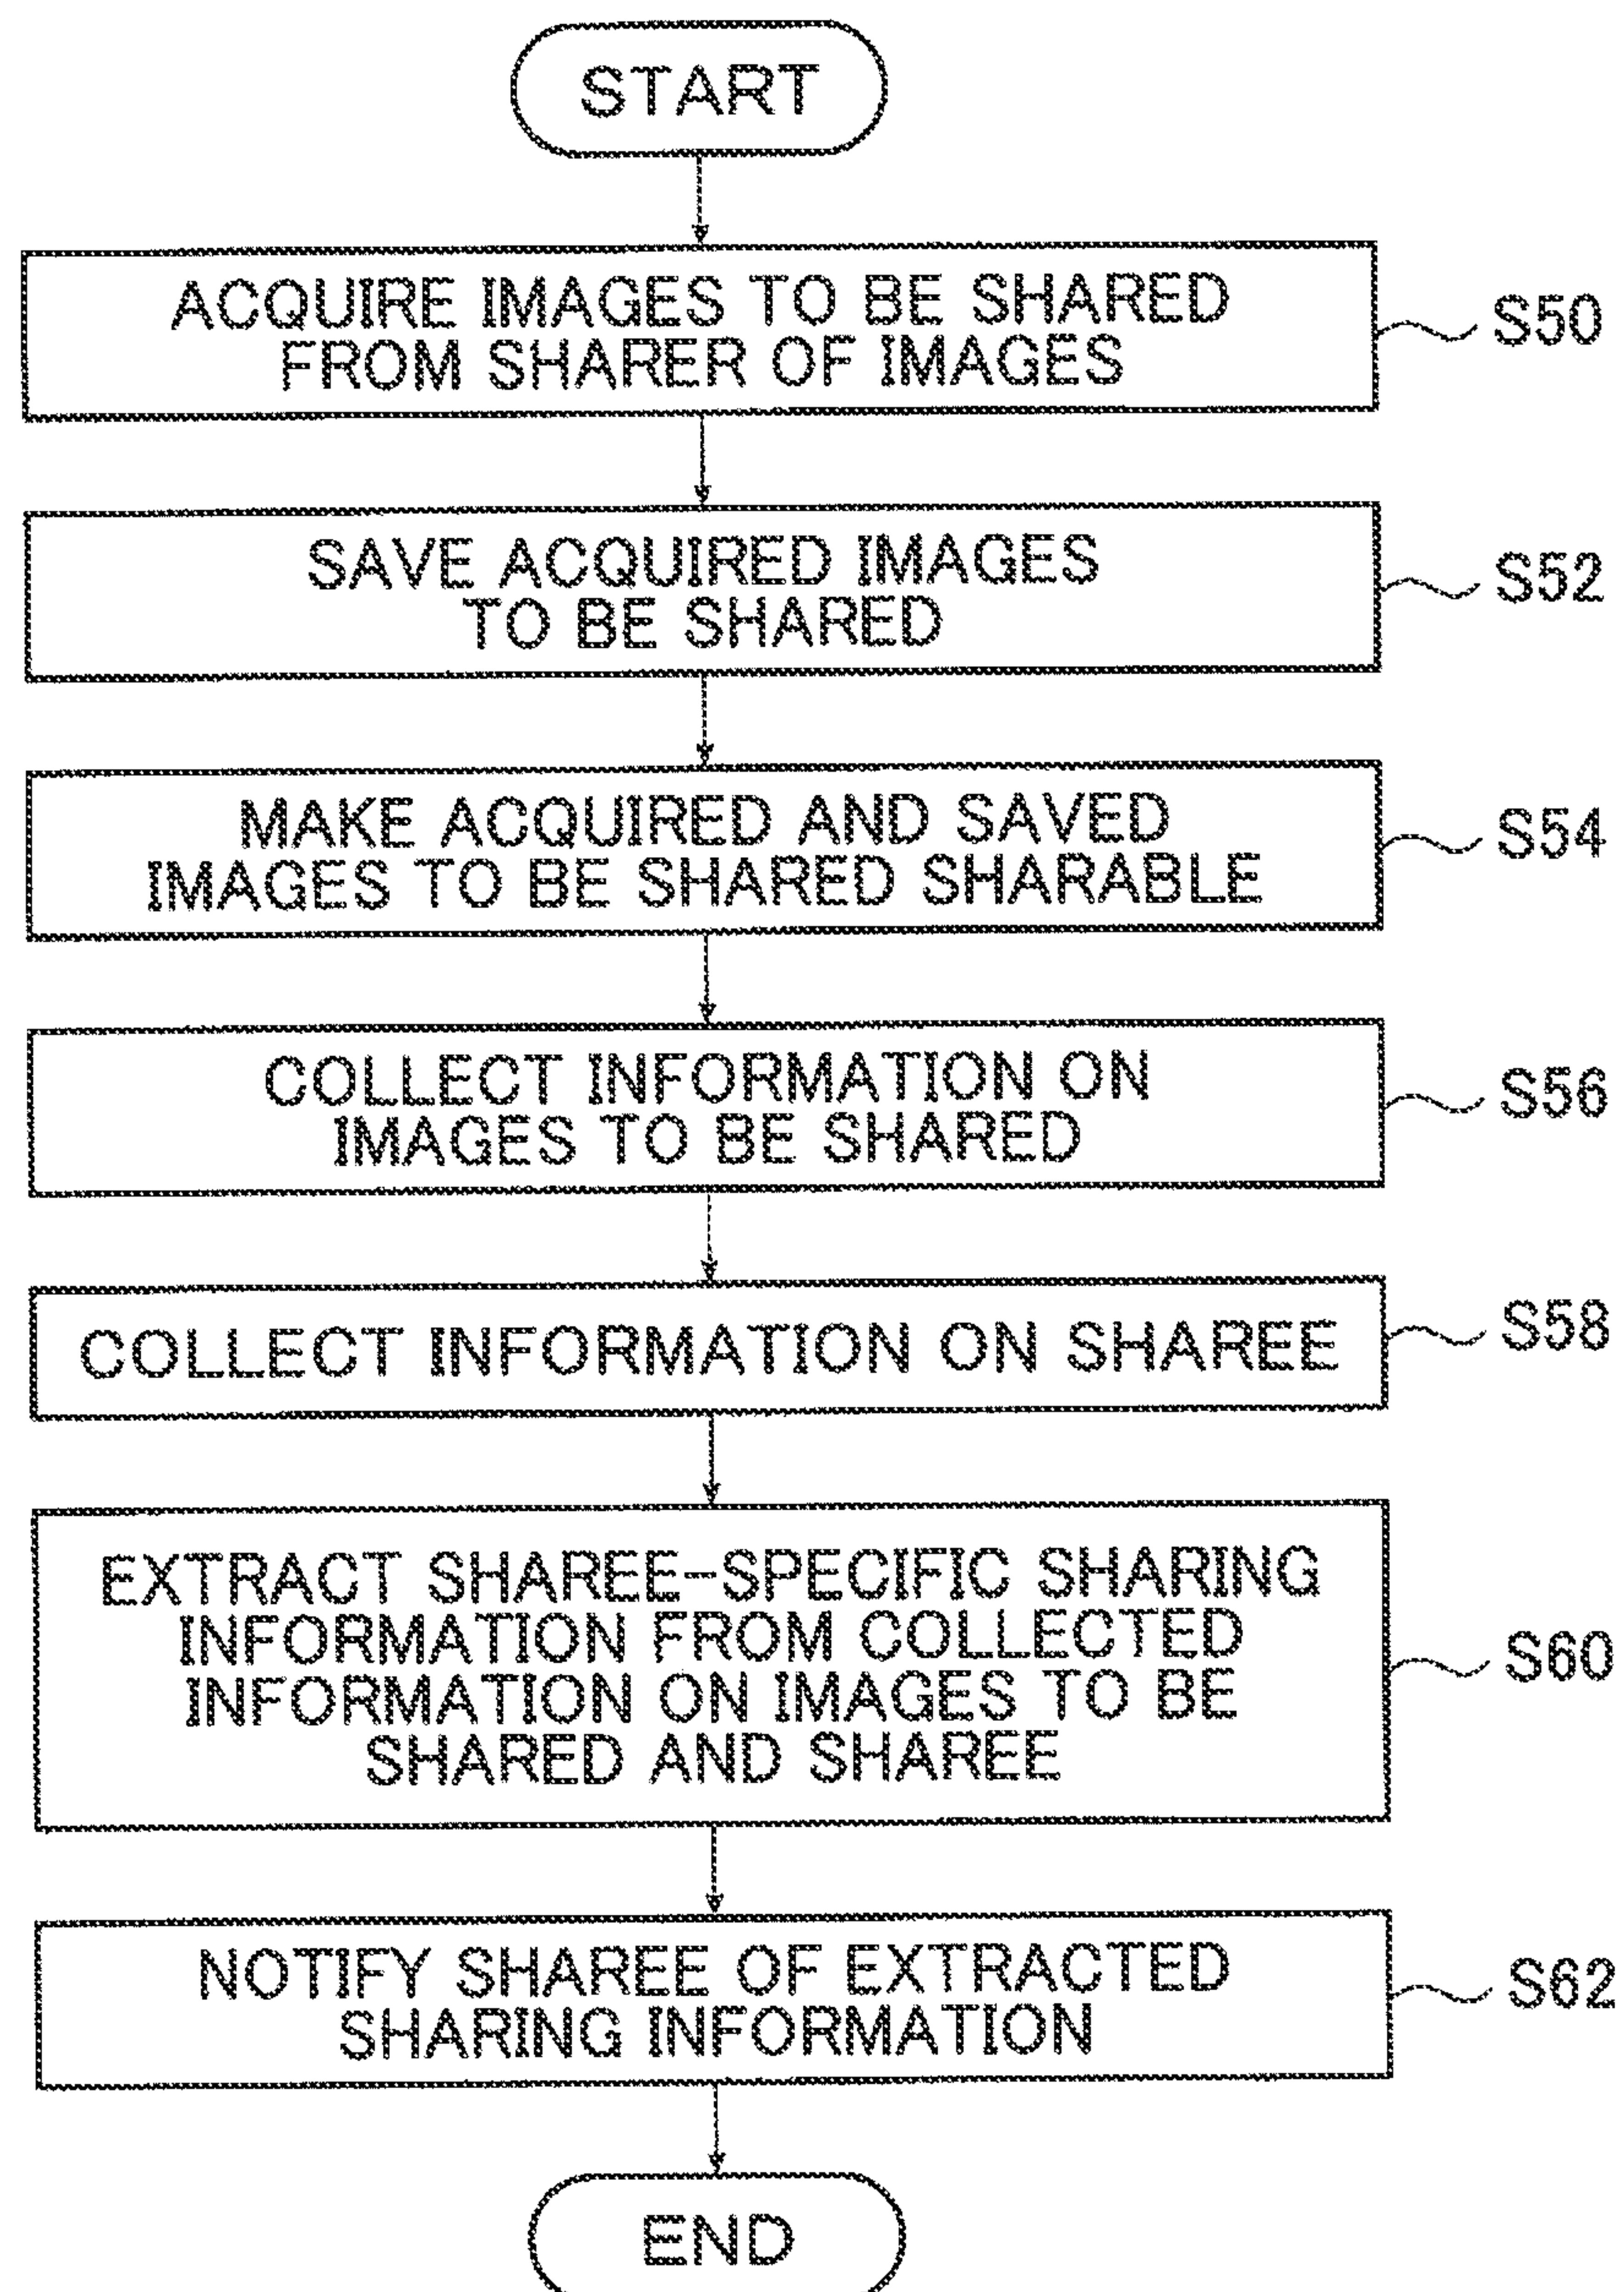 START
ACQUIRE IMAGES TO BE SHARED
FROM SHARER OF IMAGES
S50
SAVE ACQUIRED IMAGES
TO BE SHARED
S52
MAKE ACQUIRED AND SAVED
IMAGES TO BE SHARED SHARABLE
S54
COLLECT INFORMATION ON
IMAGES TO BE SHARED
S56
COLLECT INFORMATION ON SHAREE
S58
EXTRACT SHAREE-SPECIFIC SHARING
INFORMATION FROM COLLECTED
INFORMATION ON IMAGES TO BE
SHARED AND SHAREE
S60
NOTIFY SHAREE OF EXTRACTED
SHARING INFORMATION
S62
END